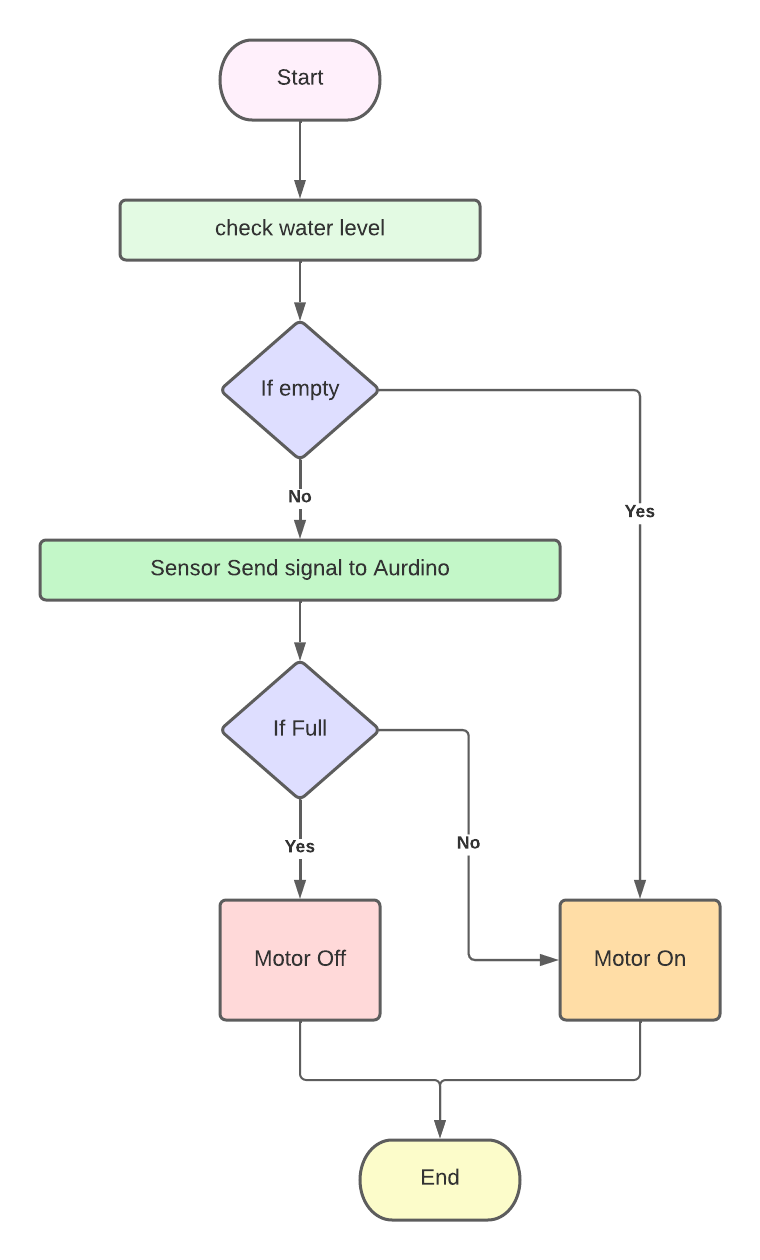 Start
check water level
If empty
No
Yes
Sensor Send signal to Aurdino
If Full
Yes
No
Motor Off
Motor On
End